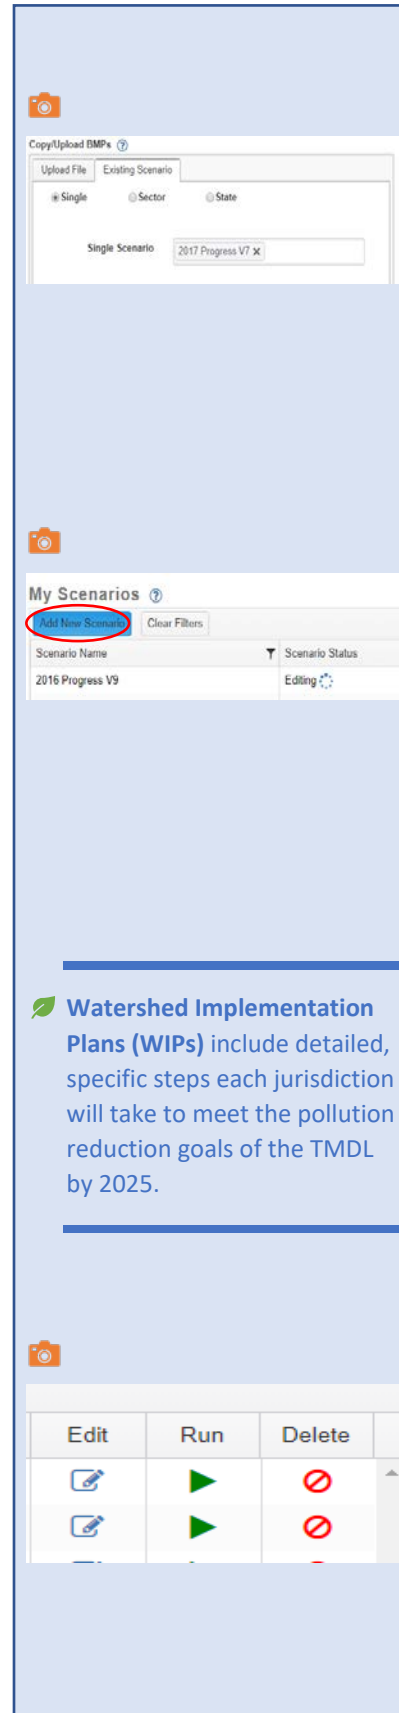 Copy/Upload BMPs
Upload File Existing Scenario
Single Sector State
Single Scenario 2017 Progress V7 x
My Scenarios
Add New Scenario Clear Filters
Scenario Name Scenario Status
2016 Progress V9 Editing
Watershed Implementation
Plans (WIPs) include detailed,
specific steps each jurisdiction
will take to meet the pollution
reduction goals of the TMDL
by 2025.
Edit Run Delete